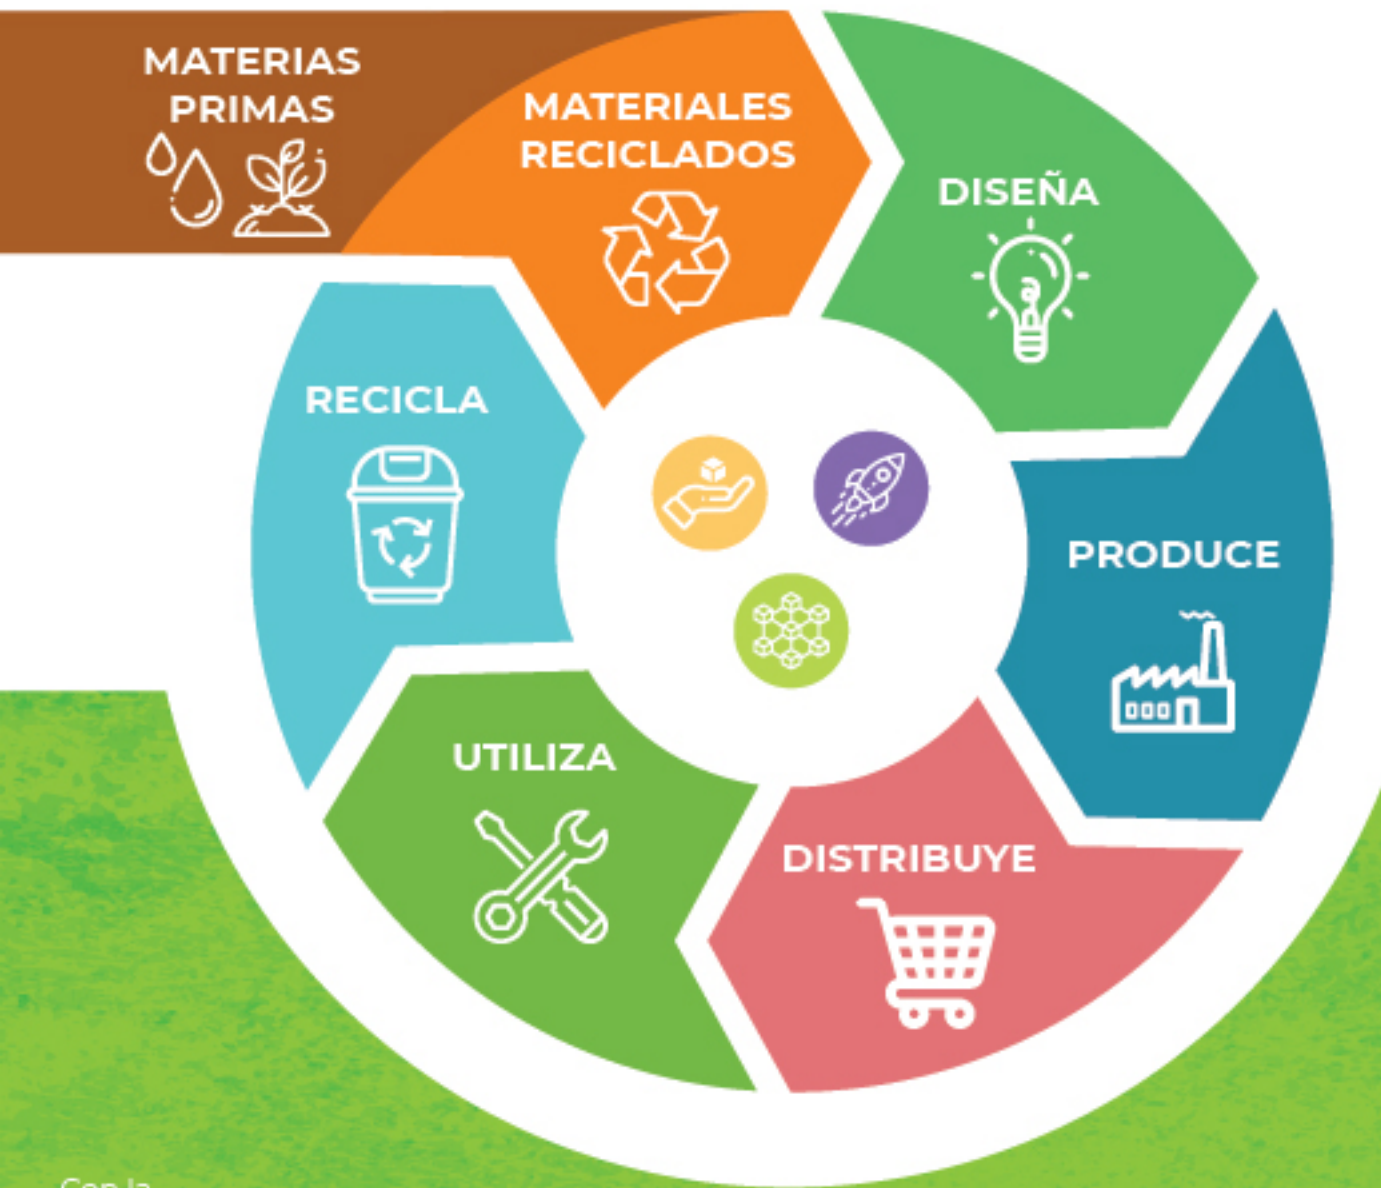 MATERIAS
PRIMAS
MATERIALES
RECICLADOS
DISEÑA
RECICLA
PRODUCE
UTILIZA
DISTRIBUYE